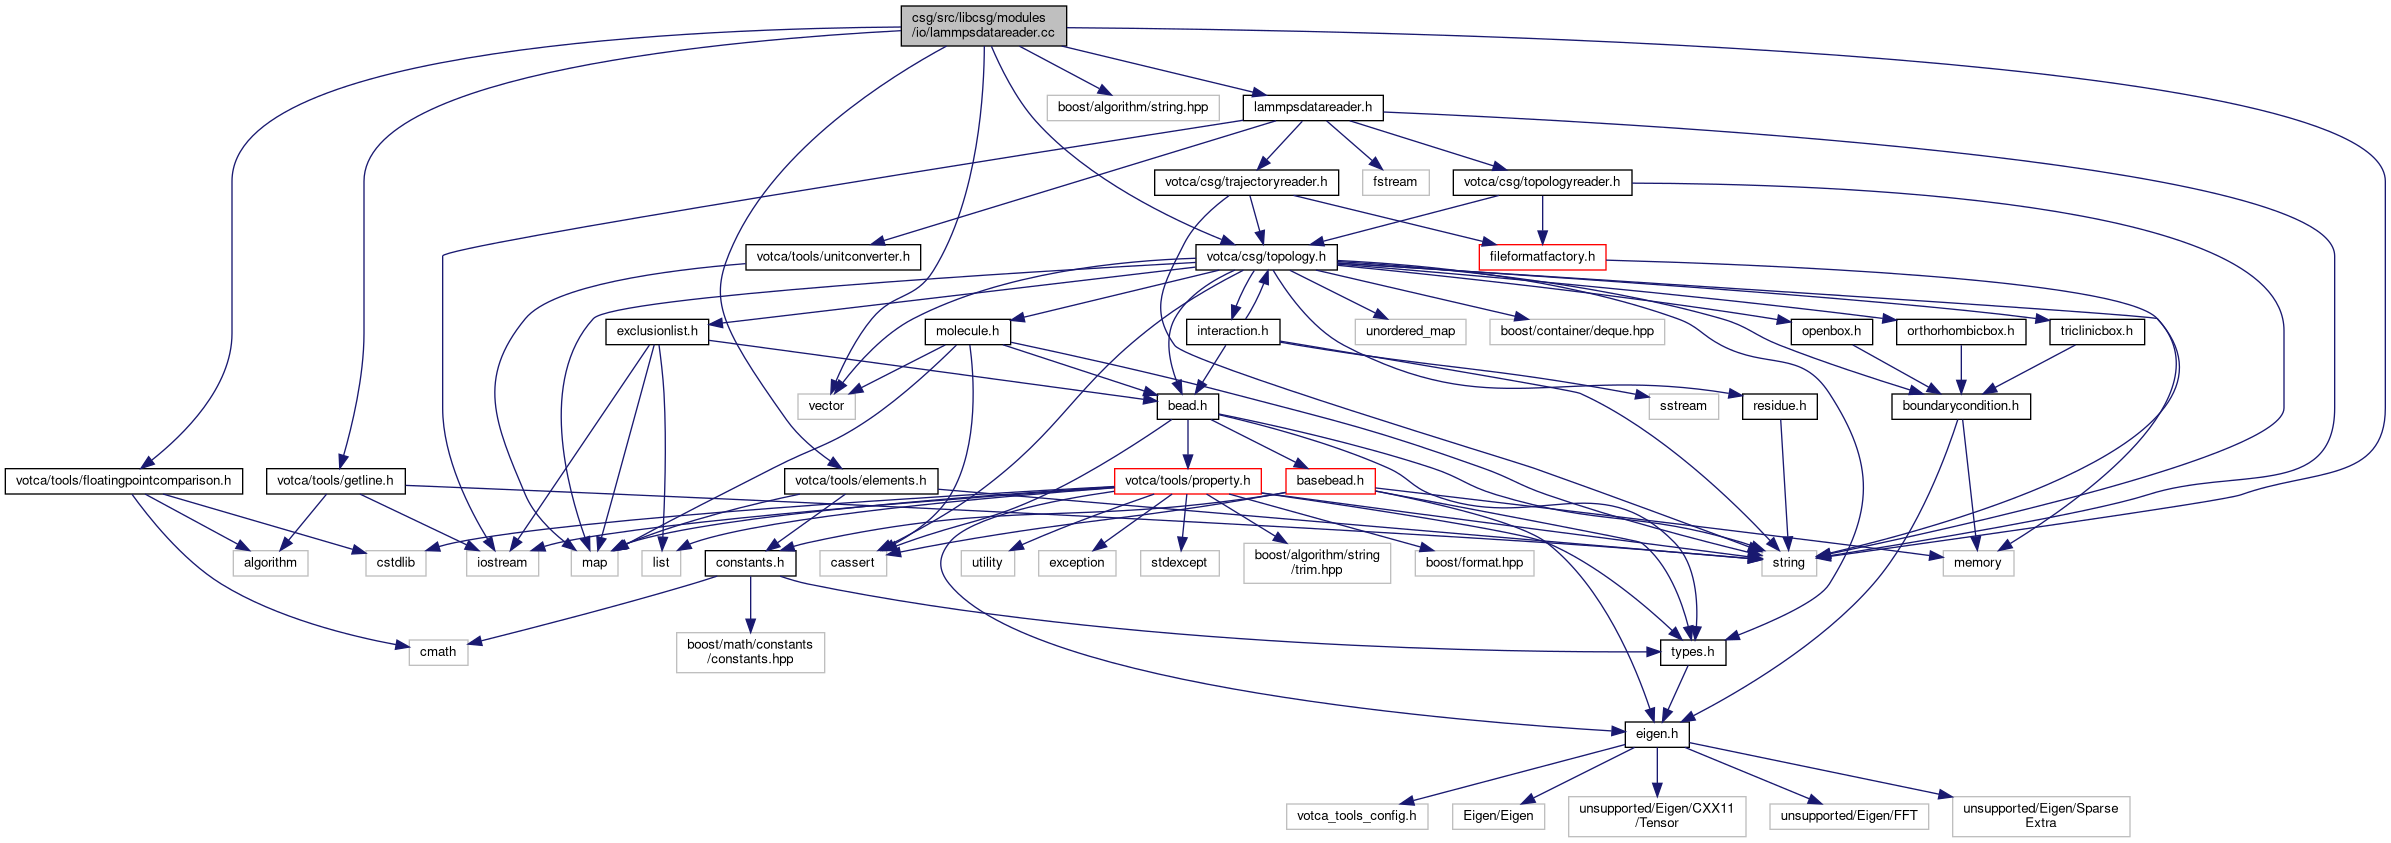 csg/src/libcsg/modules
/io/lammpsdatareader.cc
boost/algorithm/string.hpp
lammpsdatareader.h
votca/csg/trajectoryreader.h
fstream
votca/csg/topologyreader.h
votca/tools/unitconverter.h
votca/csg/topology.h
fileformatfactory.h
exclusionlist.h
molecule.h
interaction.h
unordered_map
boost/container/deque.hpp
openbox.h
orthorhombicbox.h
triclinicbox.h
vector
bead.h
sstream
residue.h
boundarycondition.h
votca/tools/floatingpointcomparison.h
votca/tools/getline.h
votca/tools/elements.h
votca/tools/property.h
basebead.h
algorithm
cstdlib
iostream
map
list
constants.h
cassert
utility
exception
stdexcept
boost/algorithm/string
/trim.hpp
boost/format.hpp
string
memory
cmath
boost/math/constants
/constants.hpp
types.h
eigen.h
votca_tools_config.h
Eigen/Eigen
unsupported/Eigen/CXX11
/Tensor
unsupported/Eigen/FFT
unsupported/Eigen/Sparse
Extra